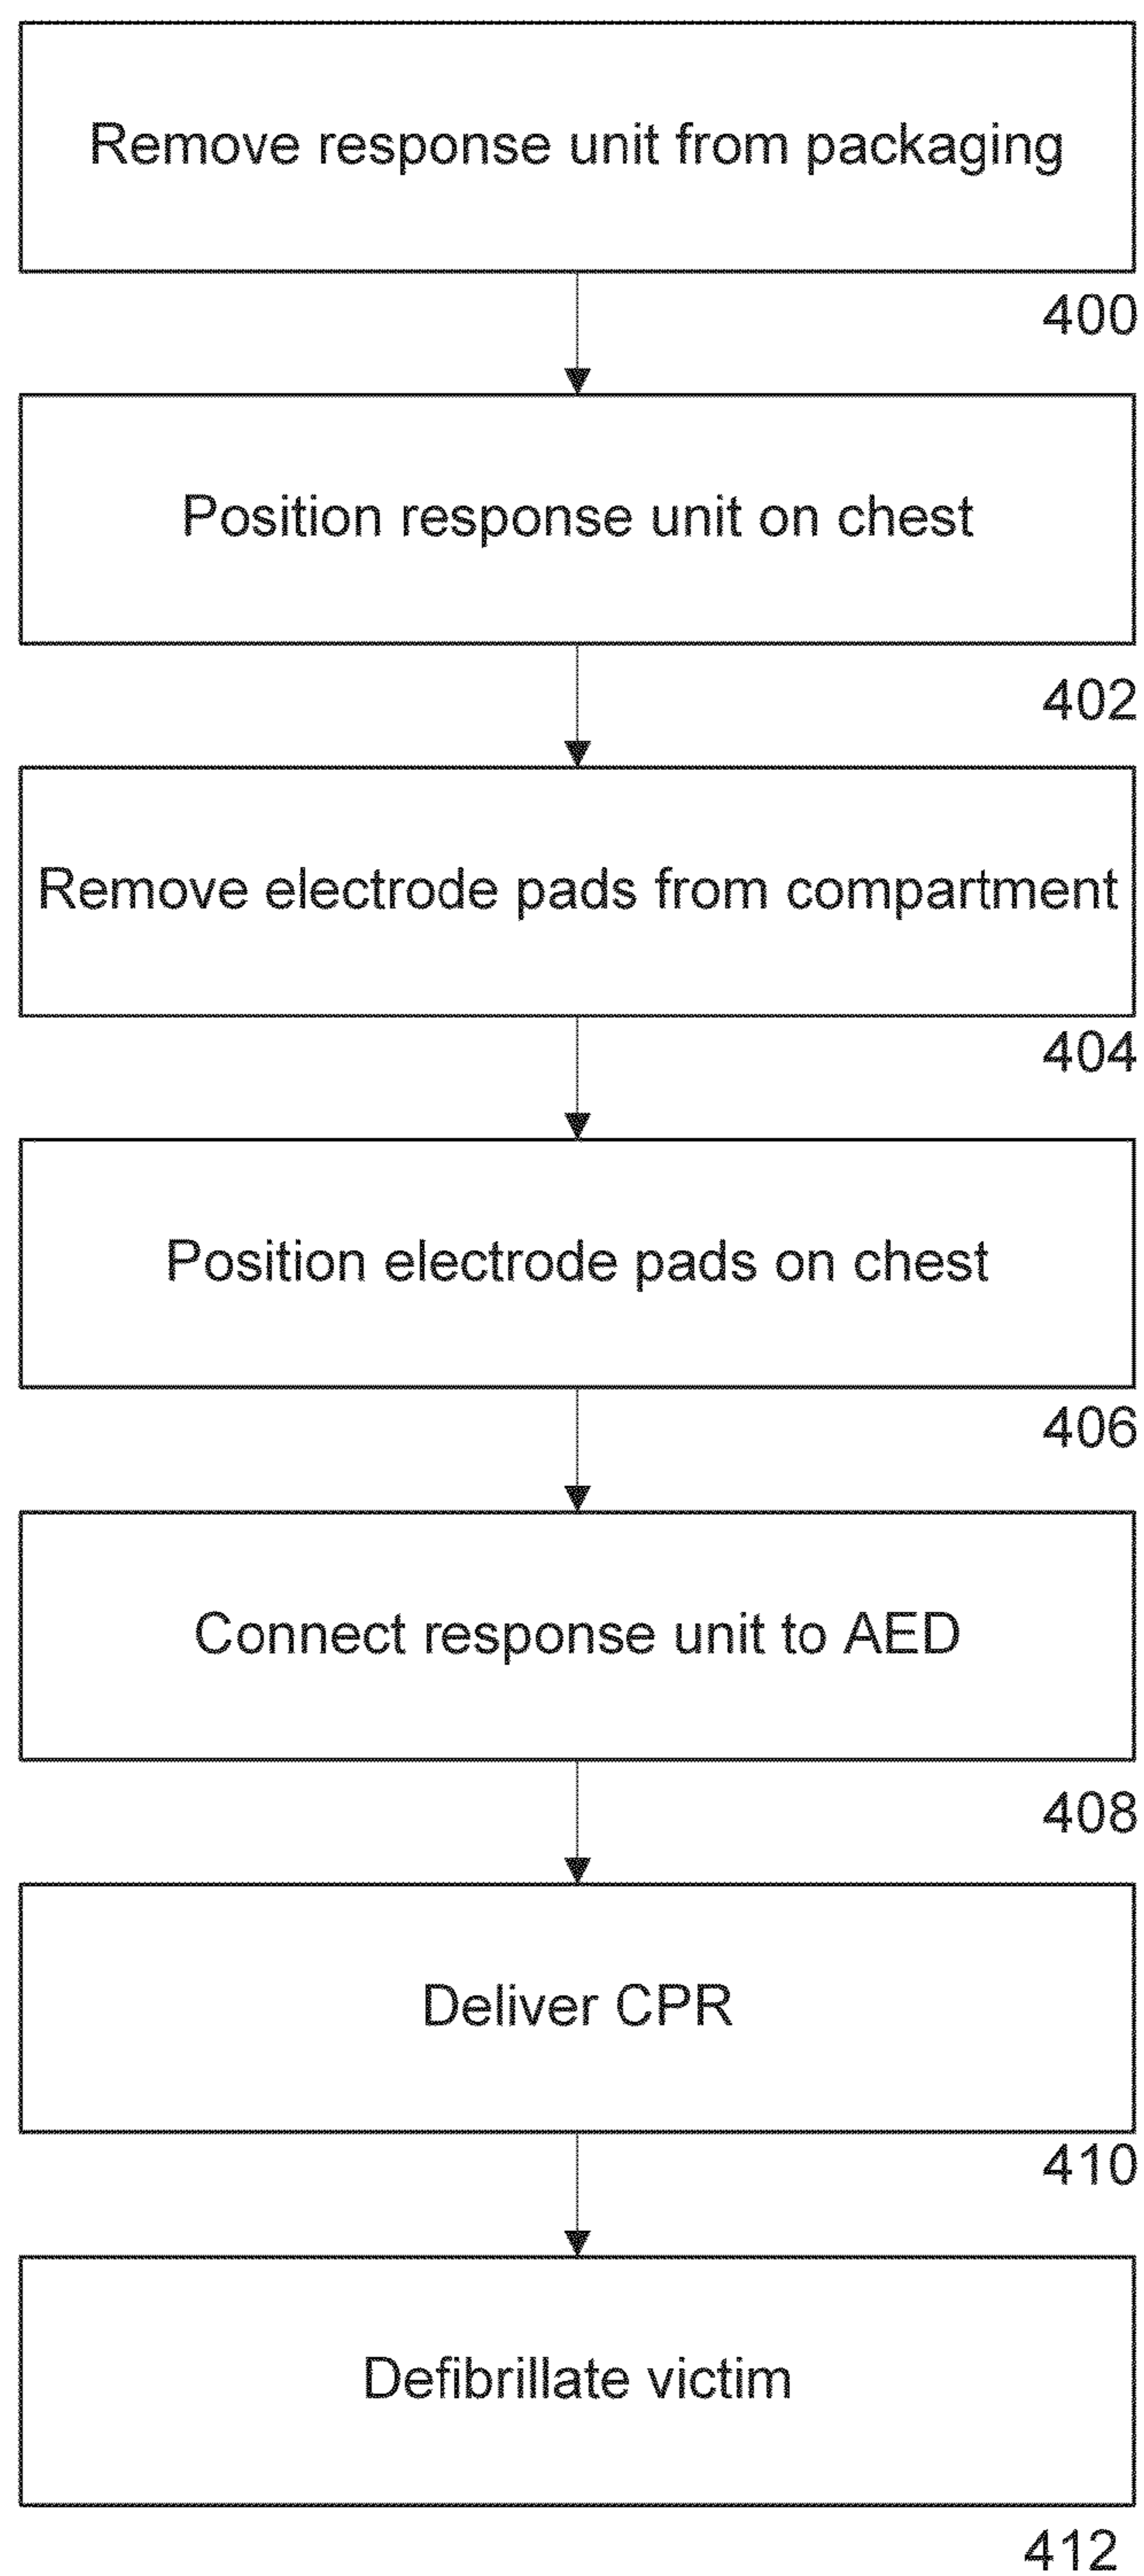 Remove response unit from packaging
400
Position response unit on chest
402
Remove electrode pads from compartment
404
Position electrode pads on chest
406
Connect response unit to AED
408
Deliver CPR
410
Defibrillate victim
412